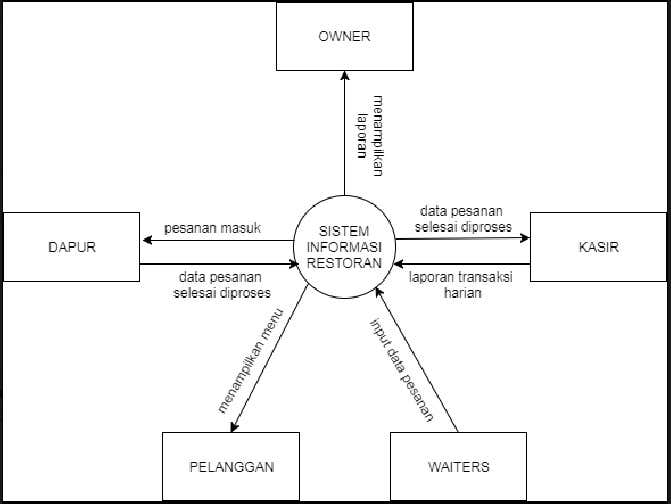 OWNER
menampilkan
laporan
DAPUR
pesanan masuk
data pesanan
selesai diproses
SISTEM
INFORMASI
RESTORAN
data pesanan
selesai diproses
laporan transaksi
harian
KASIR
menampilkan menu
input data pesanan
PELANGGAN
WAITERS